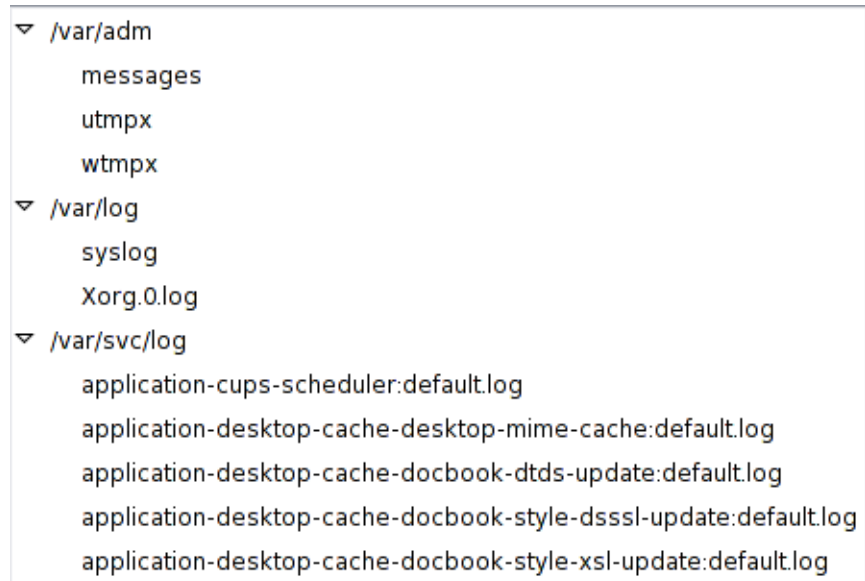 /var/adm
messages
utmpx
wtmpx
/var/log
syslog
Xorg.0.log
/var/svc/log
application-cups-scheduler:default.log
application-desktop-cache-desktop-mime-cache:default.log
application-desktop-cache-docbook-dtds-update:default.log
application-desktop-cache-docbook-style-dsssl-update:default.log
application-desktop-cache-docbook-style-xsl-update:default.log